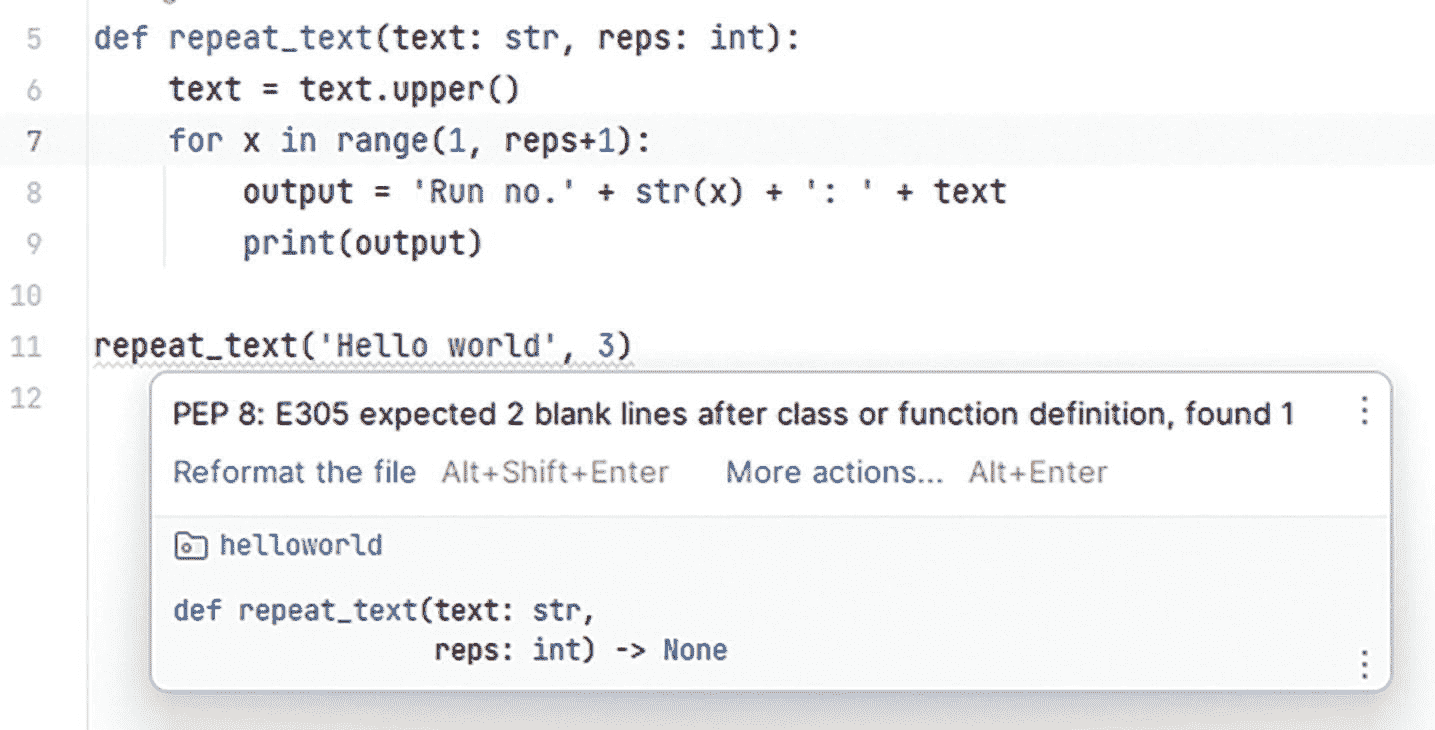 5 def repeat_text(text: str, reps: int):
6     text = text.upper()
7     for x in range(1, reps+1):
8         output = 'Run no.' + str(x) + ': ' + text
9         print(output)
10
11 repeat_text('Hello world', 3)
12
PEP 8: E305 expected 2 blank lines after class or function definition, found 1
Reformat the file Alt+Shift+Enter More actions... Alt+Enter
helloworld
def repeat_text(text: str,
                reps: int) -> None